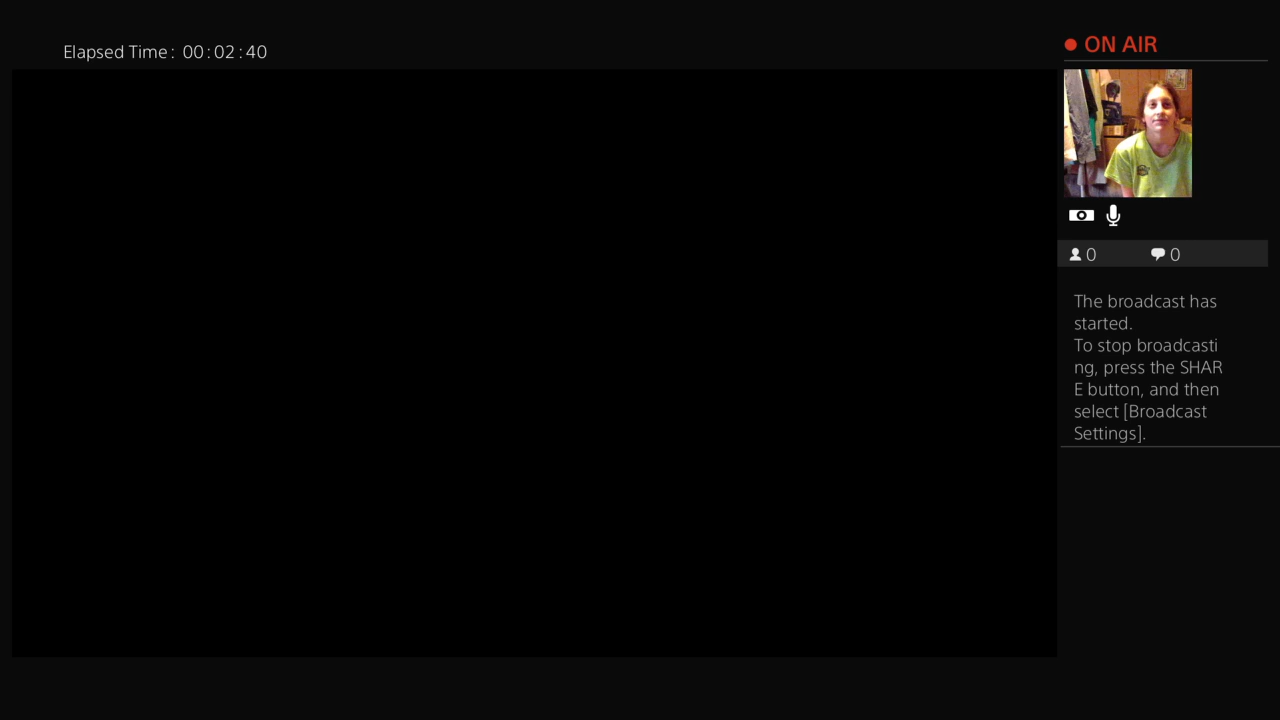 Elapsed Time: 00:02:40
ON AIR
0 0
The broadcast has
started.
To stop broadcasti
ng, press the SHAR
E button, and then
select [Broadcast
Settings].